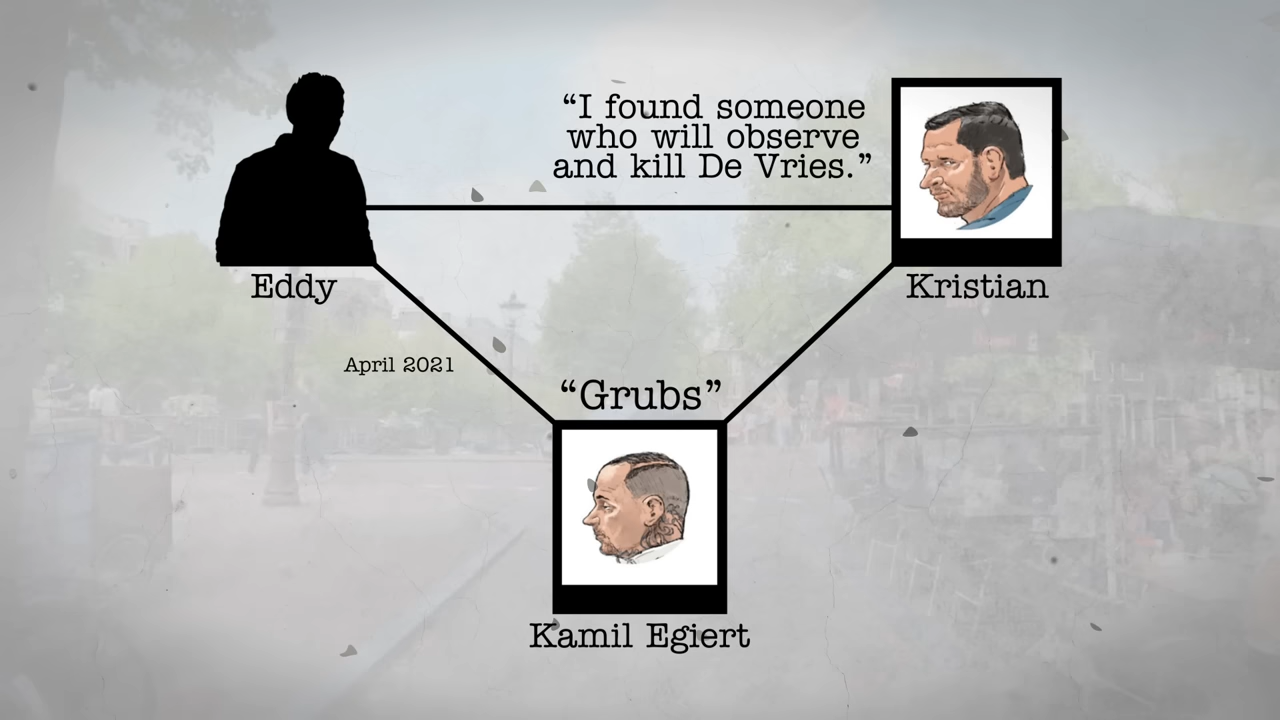 “I found someone
who will observe
and kill De Vries.”
Eddy
Kristian
April 2021
“Grubs”
Kamil Egiert